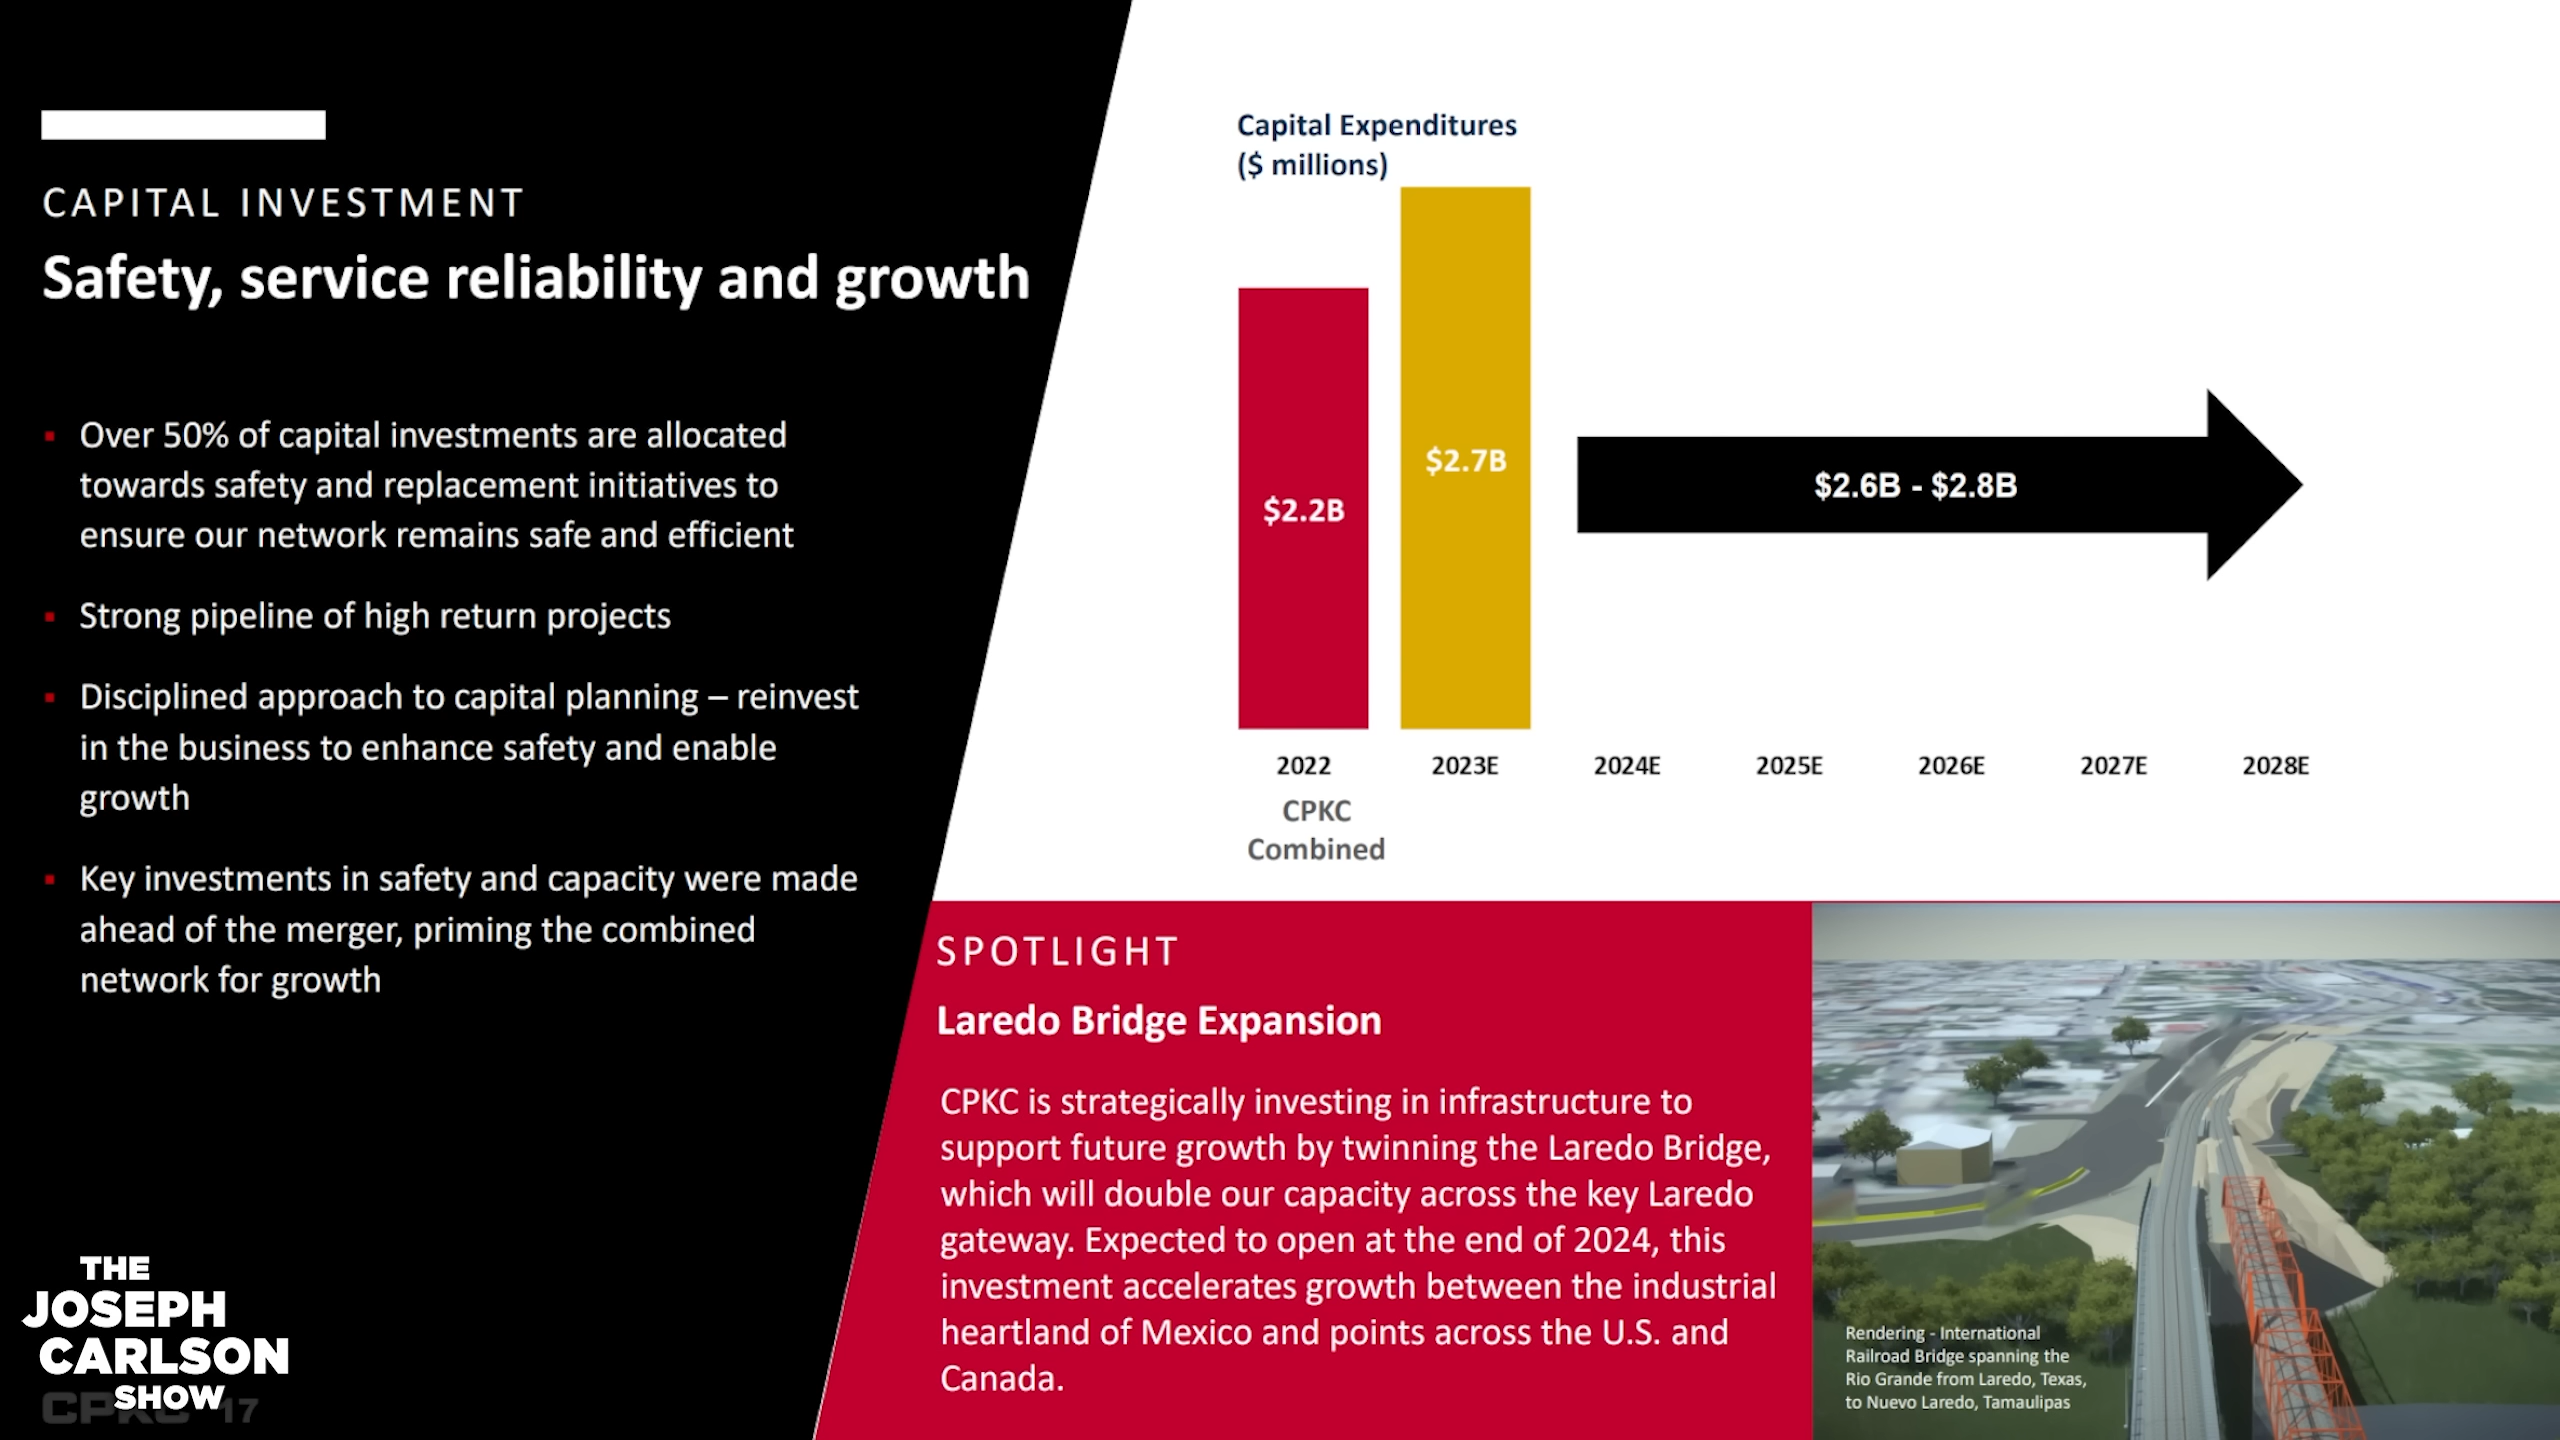 CAPITAL INVESTMENT
Safety, service reliability and growth
▪ Over 50% of capital investments are allocated
towards safety and replacement initiatives to
ensure our network remains safe and efficient
▪ Strong pipeline of high return projects
▪ Disciplined approach to capital planning – reinvest
in the business to enhance safety and enable
growth
▪ Key investments in safety and capacity were made
ahead of the merger, priming the combined
network for growth
Capital Expenditures
($ millions)
$2.2B
$2.7B
$2.6B - $2.8B
2022 2023E 2024E 2025E 2026E 2027E 2028E
CPKC
Combined
SPOTLIGHT
Laredo Bridge Expansion
CPKC is strategically investing in infrastructure to
support future growth by twinning the Laredo Bridge,
which will double our capacity across the key Laredo
gateway. Expected to open at the end of 2024, this
investment accelerates growth between the industrial
heartland of Mexico and points across the U.S. and
Canada.
Rendering - International
Railroad Bridge spanning the
Rio Grande from Laredo, Texas,
to Nuevo Laredo, Tamaulipas
THE
JOSEPH
CARLSON
SHOW
CPKC 17